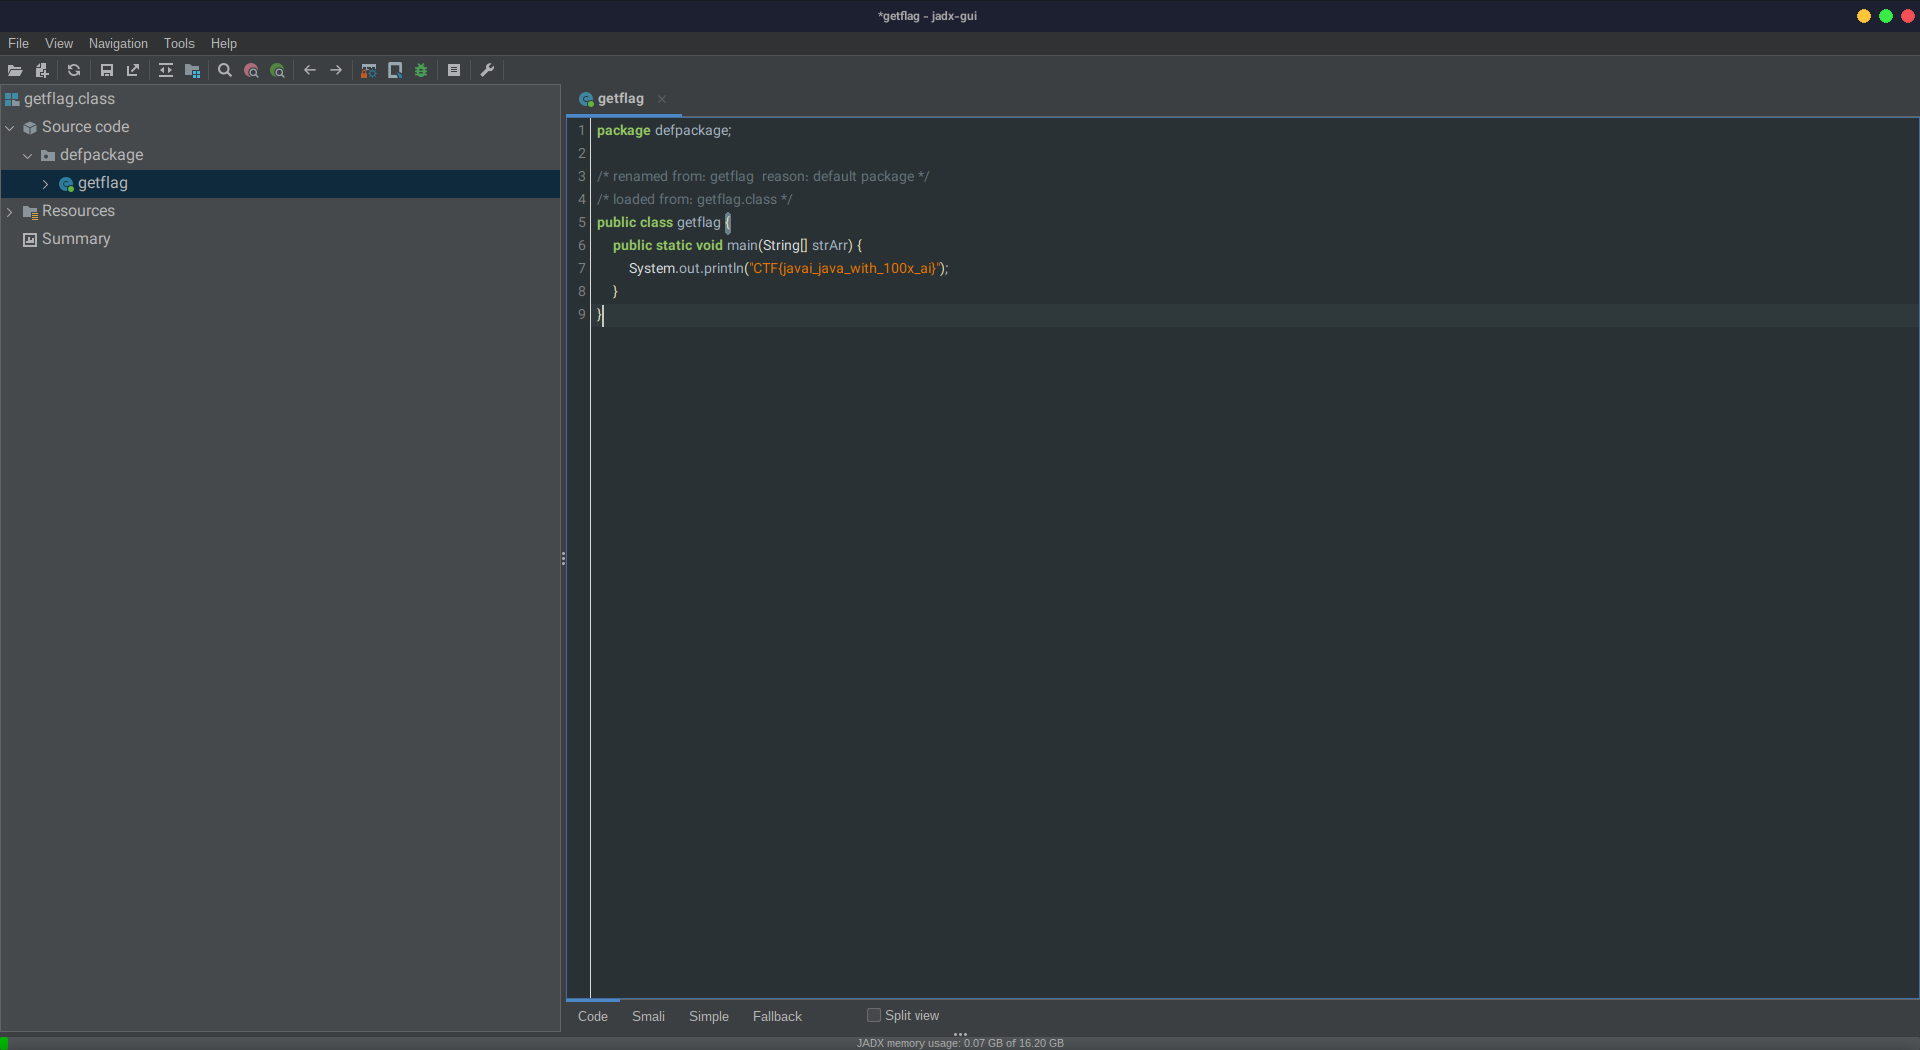 *getflag - jadx-gui
File View Navigation Tools Help
getflag.class
Source code
defpackage
getflag
Resources
Summary
getflag
1 package defpackage;
2
3 /* renamed from: getflag  reason: default package */
4 /* loaded from: getflag.class */
5 public class getflag {
6     public static void main(String[] strArr) {
7         System.out.println("CTF{javai_java_with_100x_ai}");
8     }
9 }
Code Smali Simple Fallback Split view
JADX memory usage: 0.07 GB of 16.20 GB